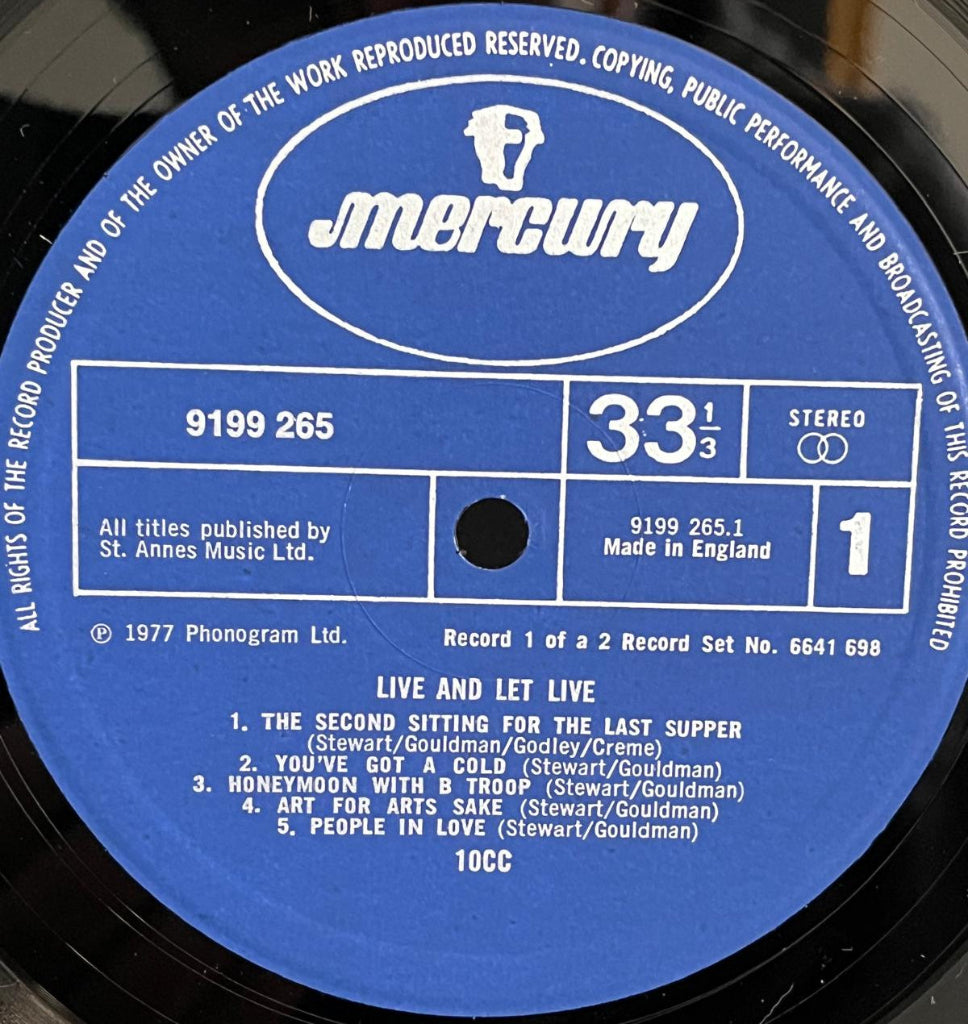 ALL RIGHTS OF THE RECORD PRODUCER AND OF THE OWNER OF THE WORK REPRODUCED RESERVED. COPYING, PUBLIC PERFORMANCE AND BROADCASTING OF THIS RECORD PROHIBITED
mercury
9199 265
33 1/3
STEREO
All titles published by
St. Annes Music Ltd.
9199 265.1
Made in England
1
℗ 1977 Phonogram Ltd.
Record 1 of a 2 Record Set No. 6641 698
LIVE AND LET LIVE
1. THE SECOND SITTING FOR THE LAST SUPPER
(Stewart/Gouldman/Godley/Creme)
2. YOU'VE GOT A COLD (Stewart/Gouldman)
3. HONEYMOON WITH B TROOP (Stewart/Gouldman)
4. ART FOR ARTS SAKE (Stewart/Gouldman)
5. PEOPLE IN LOVE (Stewart/Gouldman)
10CC